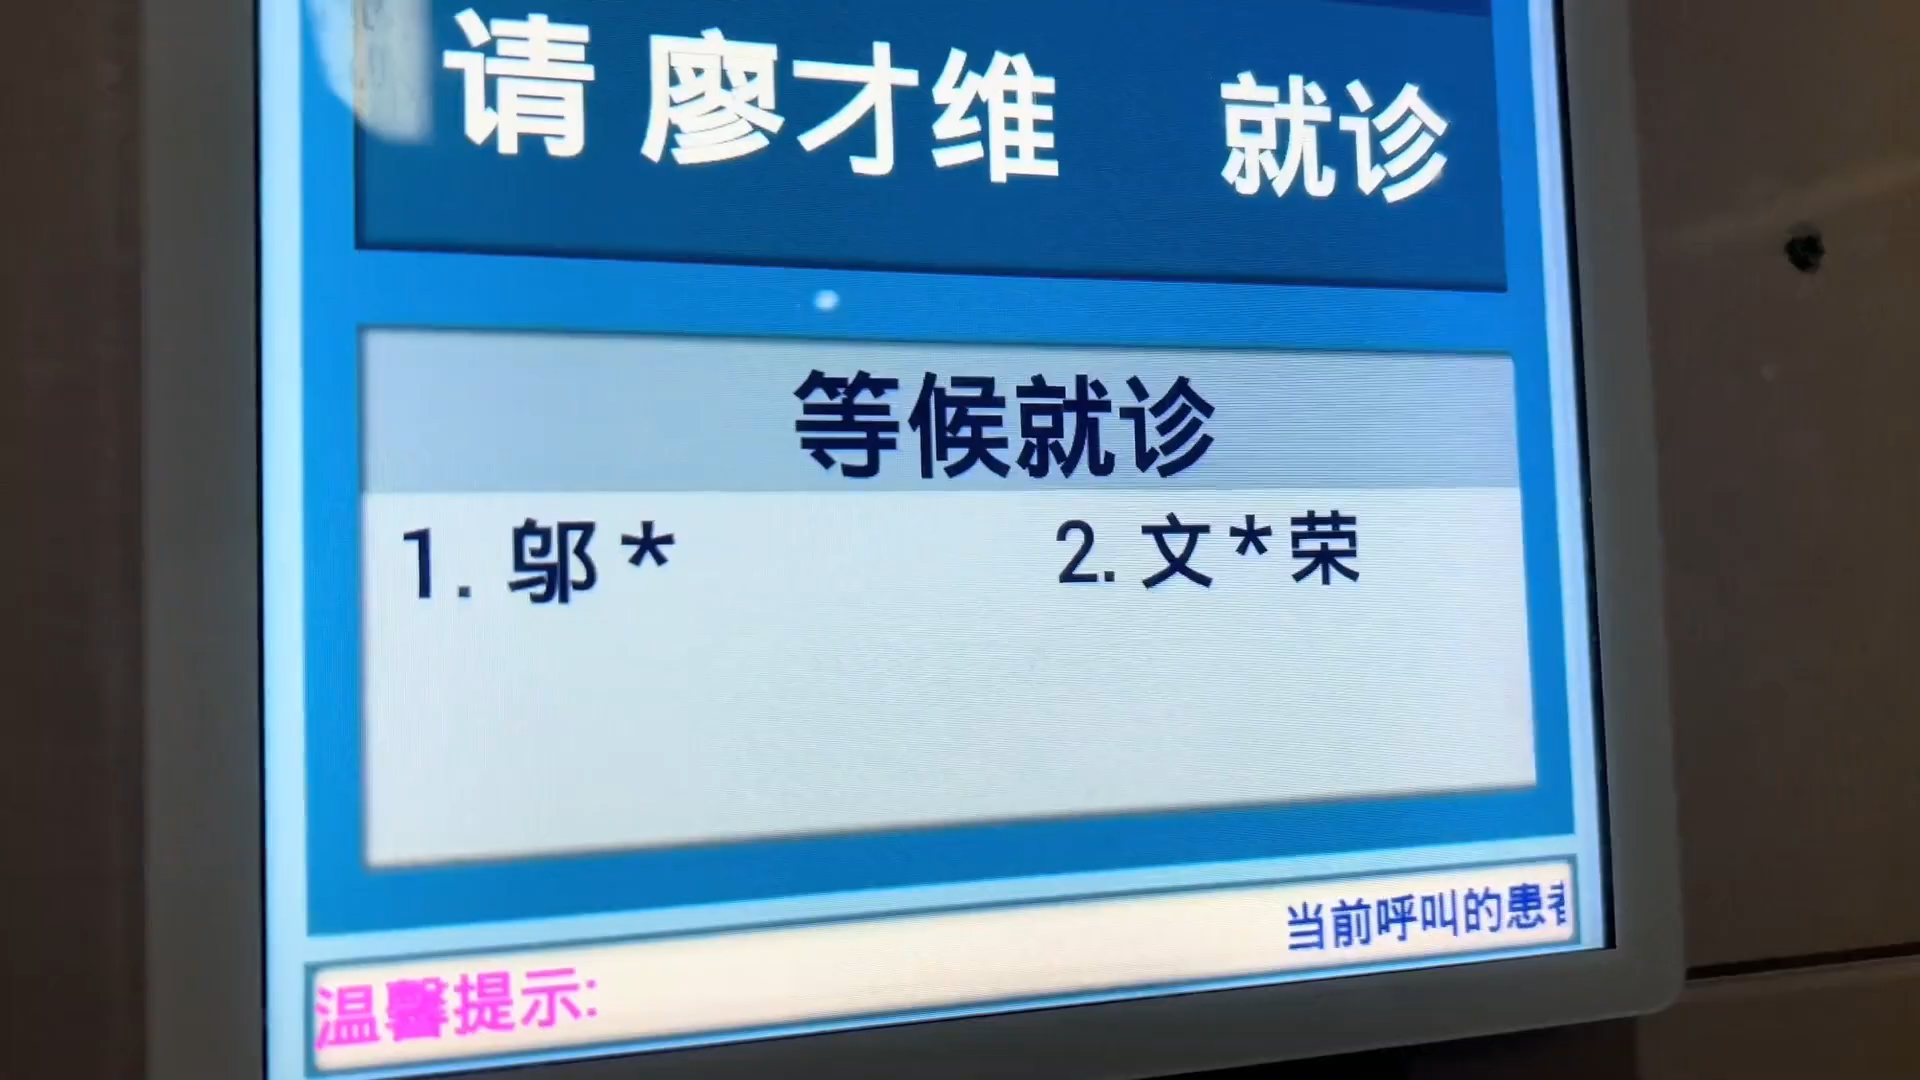 请 廖才维 就诊
等候就诊
1. 邬* 2. 文*荣
当前呼叫的患
温馨提示: